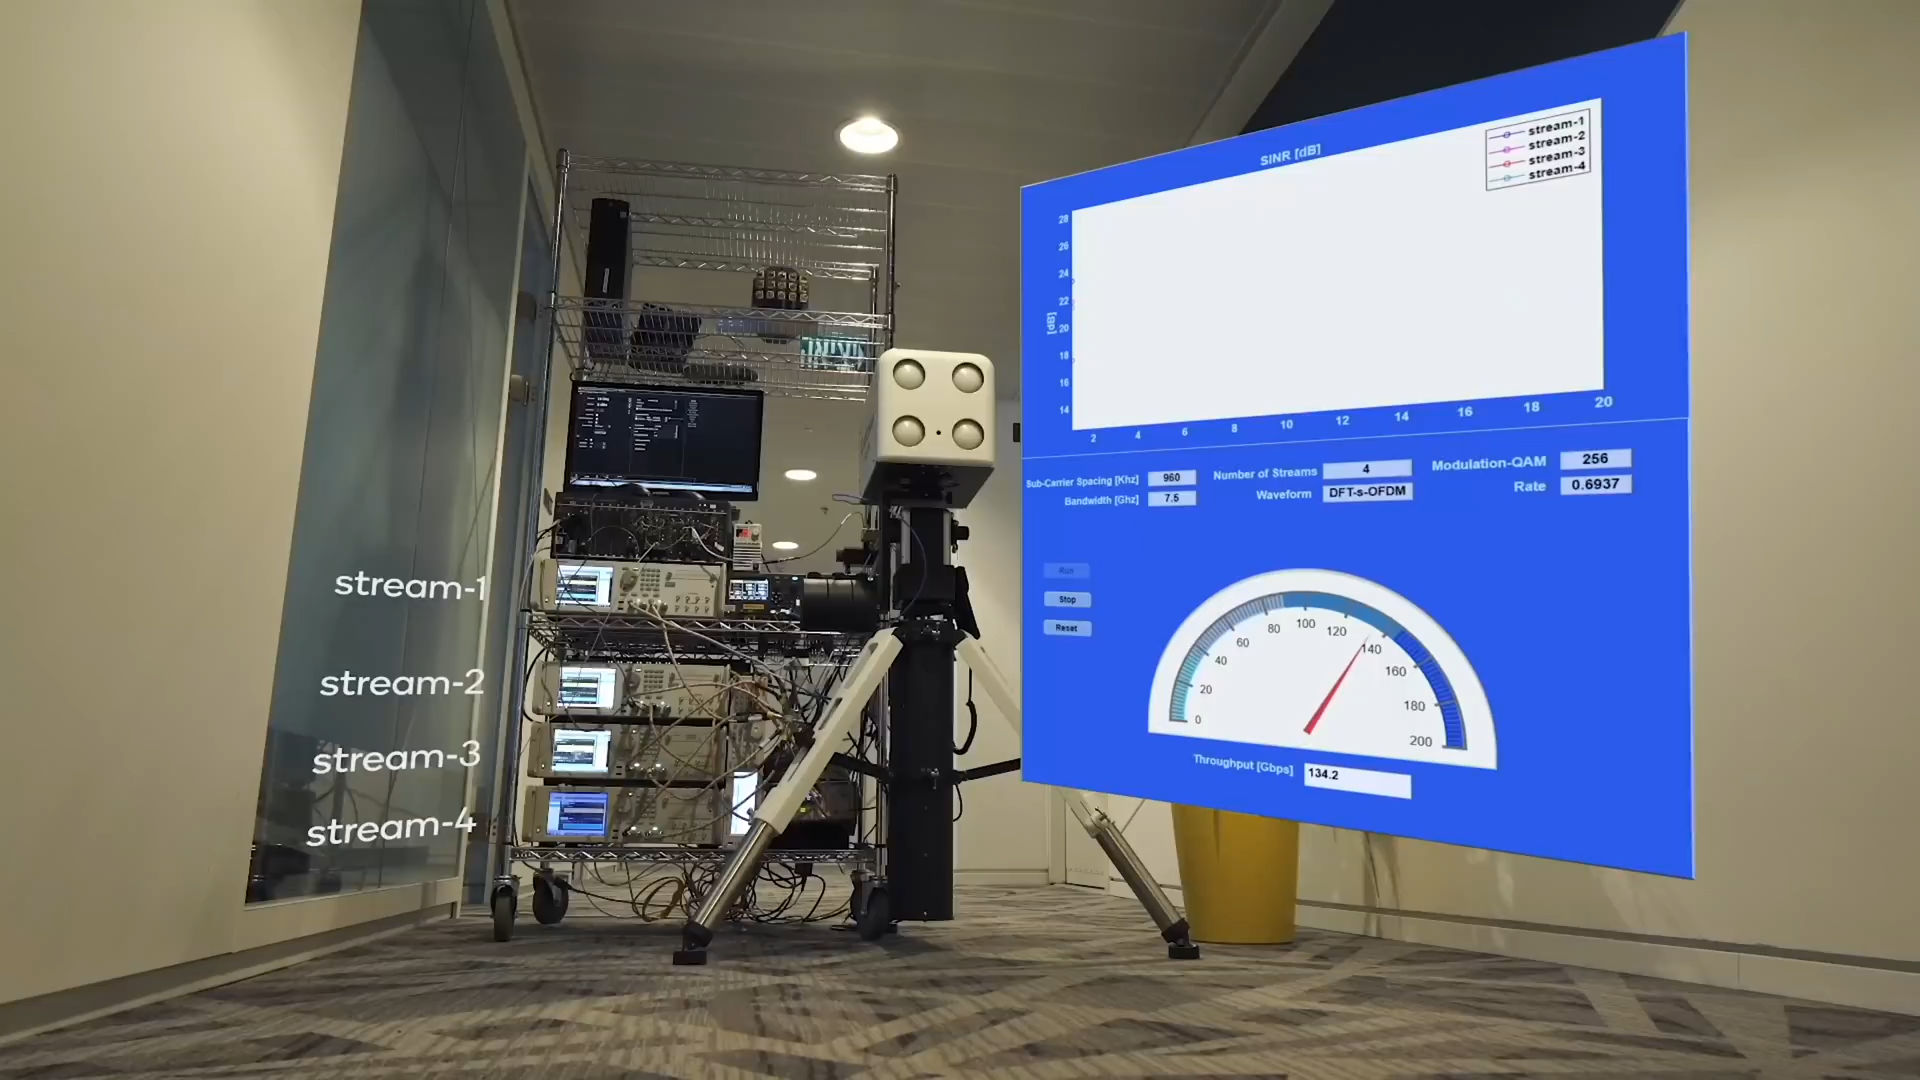 stream-1
stream-2
stream-3
stream-4
SINR [dB]
stream-1
stream-2
stream-3
stream-4
[dB]
28
26
24
22
20
18
16
14
2 4 6 8 10 12 14 16 18 20
Sub-Carrier Spacing [Khz] 960
Bandwidth [Ghz] 7.5
Number of Streams 4
Waveform DFT-s-OFDM
Modulation-QAM 256
Rate 0.6937
Run
Stop
Reset
0 20 40 60 80 100 120 140 160 180 200
Throughput [Gbps] 134.2